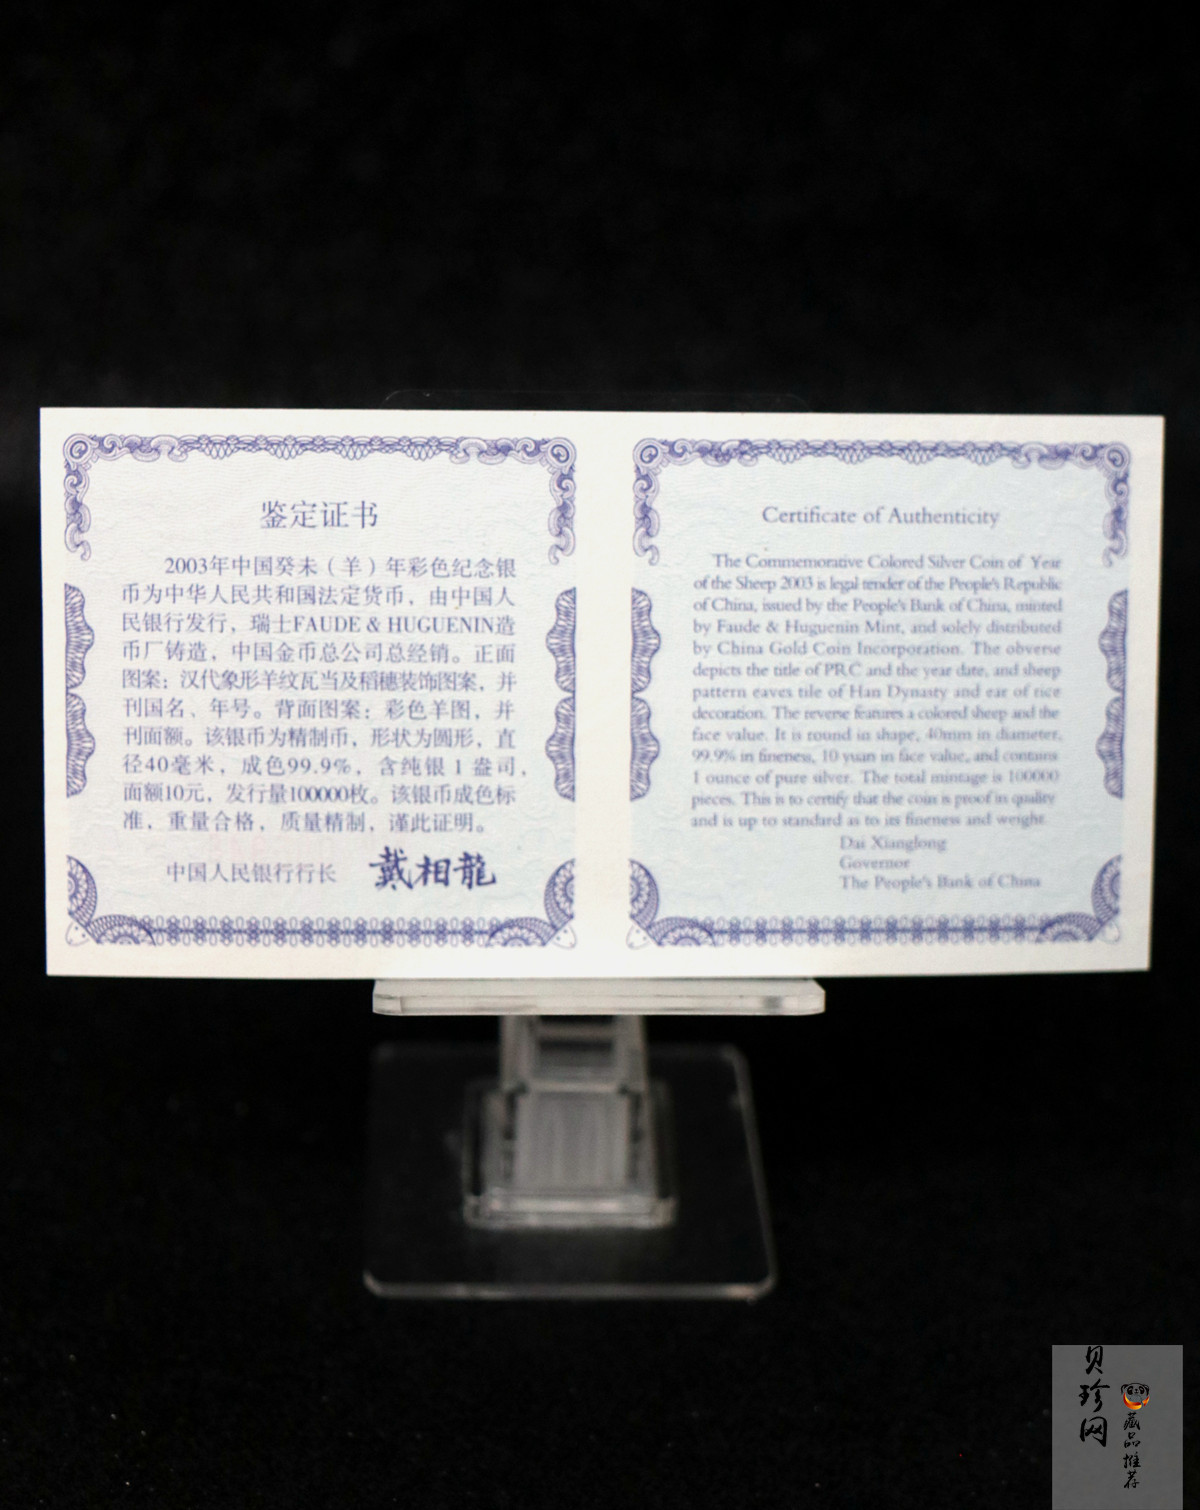 鉴定证书
2003年中国癸未（羊）年彩色纪念银
币为中华人民共和国法定货币，由中国人
民银行发行，瑞士FAUDE & HUGUENIN造
币厂铸造，中国金币总公司总经销。正面
图案：汉代象形羊纹瓦当及稻穗装饰图案，并
刊国名、年号。背面图案：彩色羊图，并
刊面额。该银币为精制币，形状为圆形，直
径40毫米，成色99.9%，含纯银1盎司，
面额10元，发行量100000枚。该银币成色标
准，重量合格，质量精制，谨此证明。
中国人民银行行长 戴相龍
Certificate of Authenticity
The Commemorative Colored Silver Coin of Year
of the Sheep 2003 is legal tender of the People's Republic
of China, issued by the People's Bank of China, minted
by Faude & Huguenin Mint, and solely distributed
by China Gold Coin Incorporation. The obverse
depicts the title of PRC and the year date, and sheep
pattern eaves tile of Han Dynasty and ear of rice
decoration. The reverse features a colored sheep and the
face value. It is round in shape, 40mm in diameter,
99.9% in fineness, 10 yuan in face value, and contains
1 ounce of pure silver. The total mintage is 100000
pieces. This is to certify that the coin is proof in quality
and is up to standard as to its fineness and weight.
Dai Xianglong
Governor
The People's Bank of China
贝珍网
藏品推荐